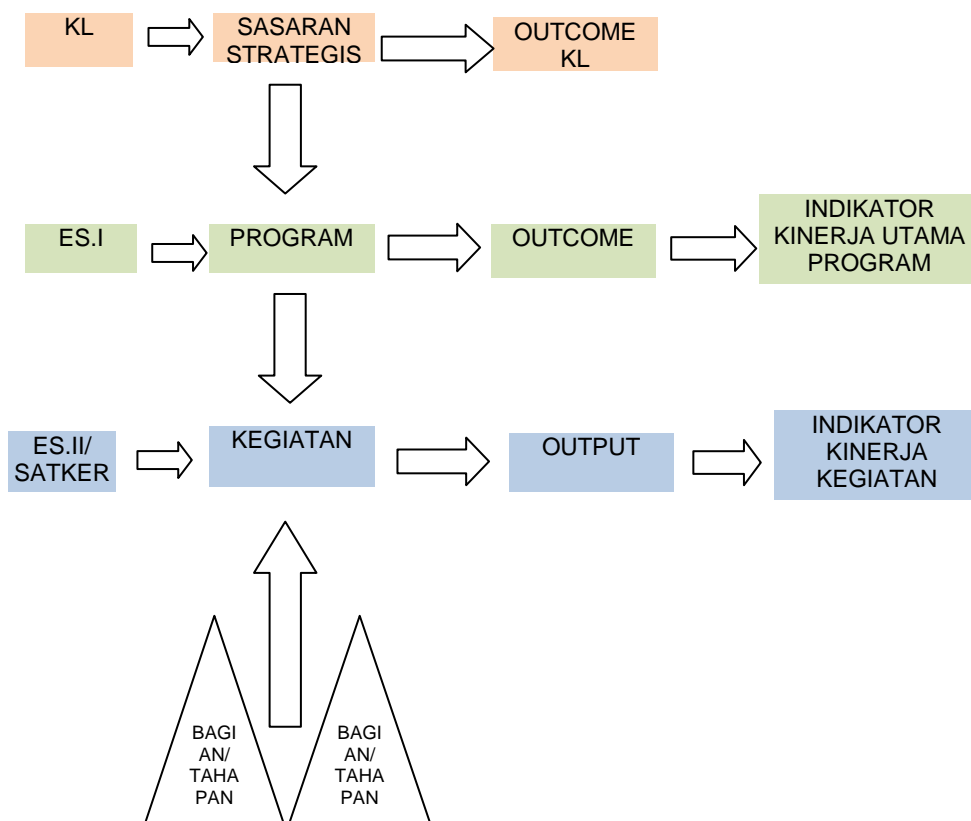 KL
SASARAN
STRATEGIS
OUTCOME
KL
ES.I
PROGRAM
OUTCOME
INDIKATOR
KINERJA UTAMA
PROGRAM
ES.II/
SATKER
KEGIATAN
OUTPUT
INDIKATOR
KINERJA
KEGIATAN
BAGI
AN/
TAHA
PAN
BAGI
AN/
TAHA
PAN